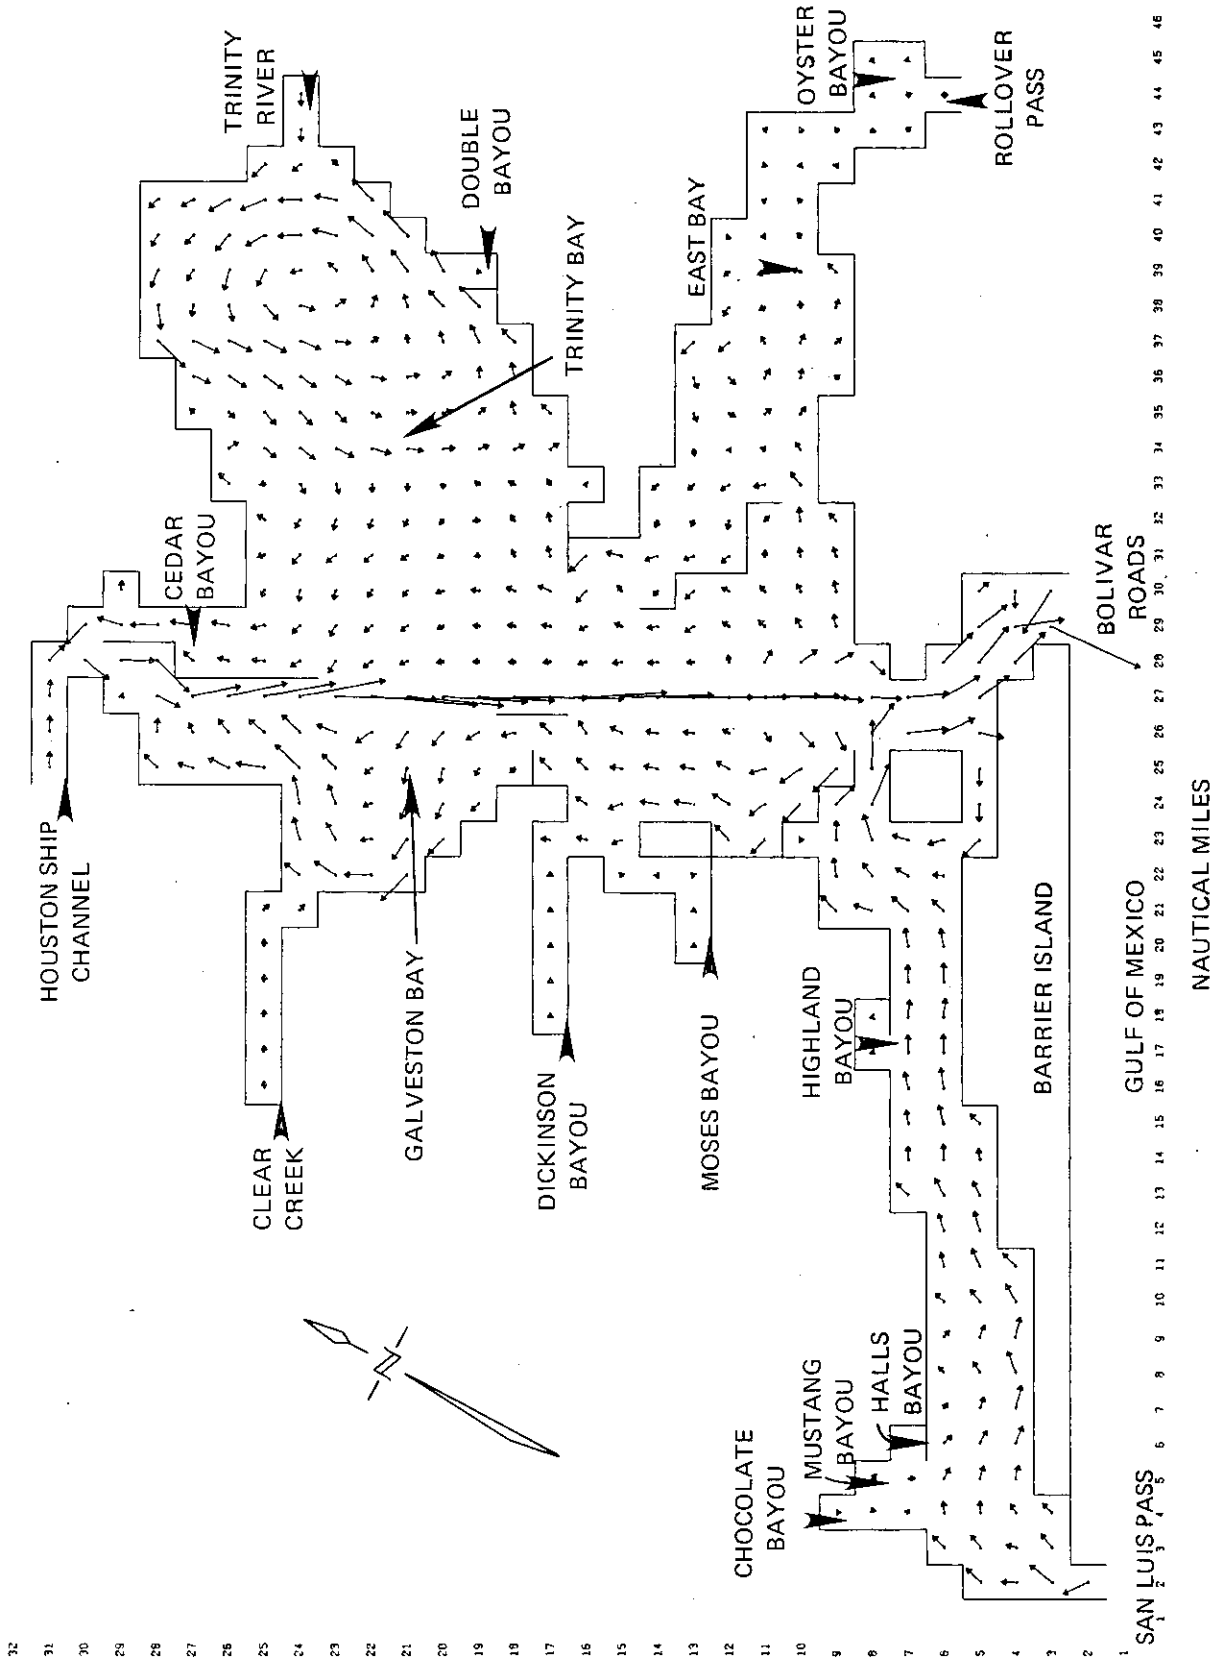 HOUSTON SHIP
CHANNEL
CEDAR
BAYOU
TRINITY
RIVER
DOUBLE
BAYOU
TRINITY BAY
EAST BAY
OYSTER
BAYOU
ROLLOVER
PASS
CLEAR
CREEK
GALVESTON BAY
DICKINSON
BAYOU
MOSES BAYOU
HIGHLAND
BAYOU
BOLIVAR
ROADS
CHOCOLATE
BAYOU
MUSTANG
BAYOU
HALLS
BAYOU
N
BARRIER ISLAND
SAN LUIS PASS
GULF OF MEXICO
NAUTICAL MILES
32
31
30
29
28
27
26
25
24
23
22
21
20
19
18
17
16
15
14
13
12
11
10
9
8
7
6
5
4
3
2
1
1 2 3 4 5 6 7 8 9 10 11 12 13 14 15 16 17 18 19 20 21 22 23 24 25 26 27 28 29 30 31 32 33 34 35 36 37 38 39 40 41 42 43 44 45 46